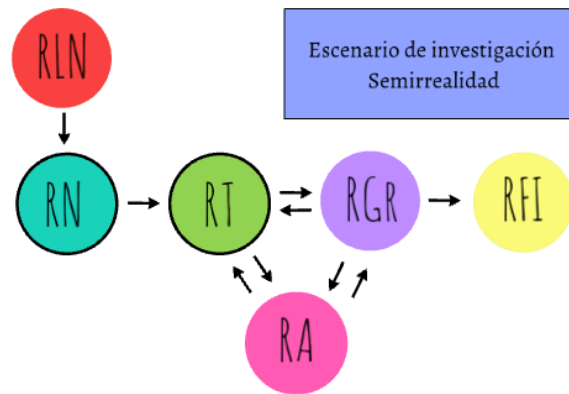 RLN
Escenario de investigación
Semirrealidad
RN
RT
RGR
RFI
RA